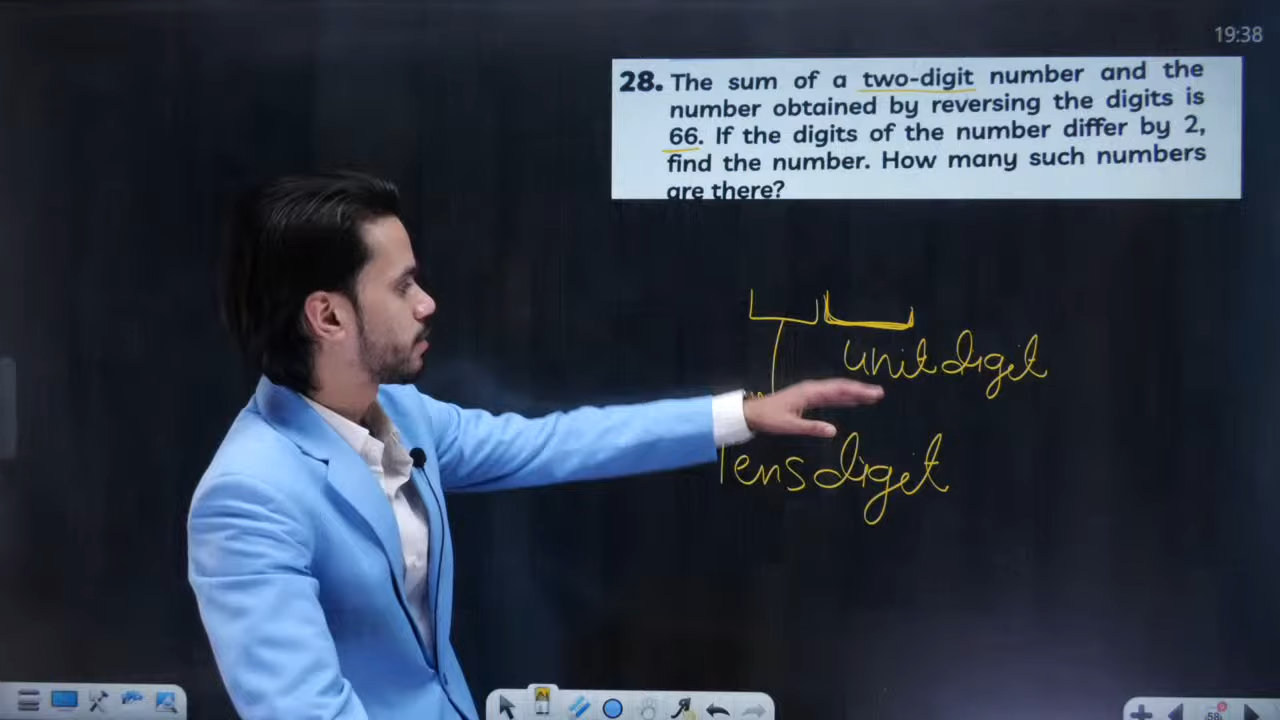 19:38
28. The sum of a two-digit number and the
number obtained by reversing the digits is
66. If the digits of the number differ by 2,
find the number. How many such numbers
are there?
unit digit
Tens diget
58